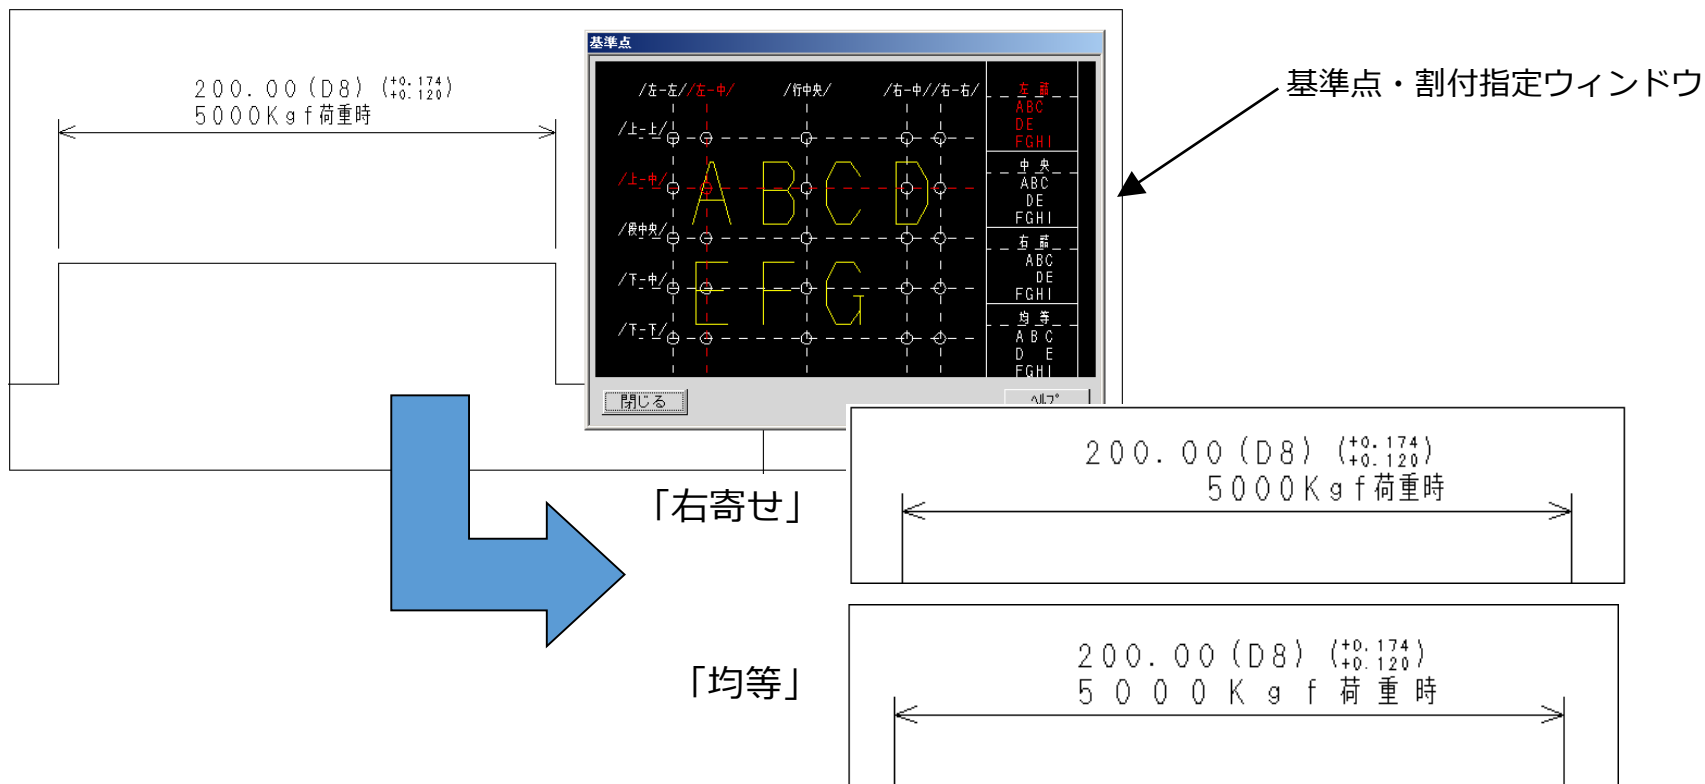 200.00(D8) (+0.174 +0.120)
5000Kgf荷重時
基準点
/左-左//左-中/ /行中央/ /右-中//右-右/
/上-上/
/上-中/
/段中央/
/下-中/
/下-下/
ABCD
EFG
左詰
ABC
DE
FGHI
中央
ABC
DE
FGHI
右詰
ABC
DE
FGHI
均等
ABC
D E
FGHI
閉じる
ヘルプ
基準点・割付指定ウィンドウ
「右寄せ」
200.00(D8) (+0.174 +0.120)
5000Kgf荷重時
「均等」
200.00(D8) (+0.174 +0.120)
5000Kgf荷重時